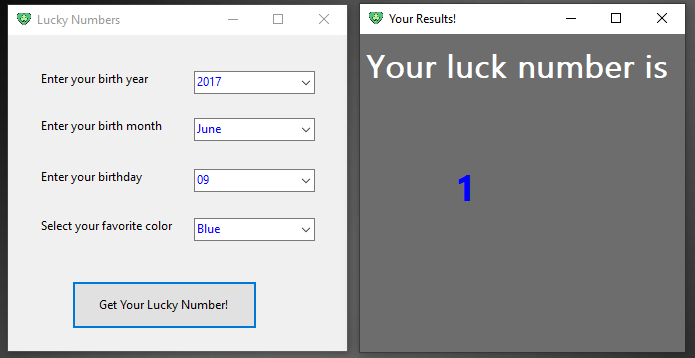 Lucky Numbers
Enter your birth year
2017
Enter your birth month
June
Enter your birthday
09
Select your favorite color
Blue
Get Your Lucky Number!
Your Results!
Your luck number is
1